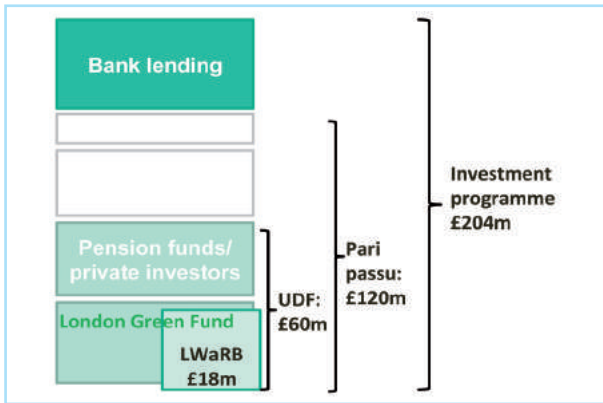 Bank lending
Pension funds/
private investors
London Green Fund
LWaRB
£18m
UDF:
£60m
Pari
passu:
£120m
Investment
programme
£204m